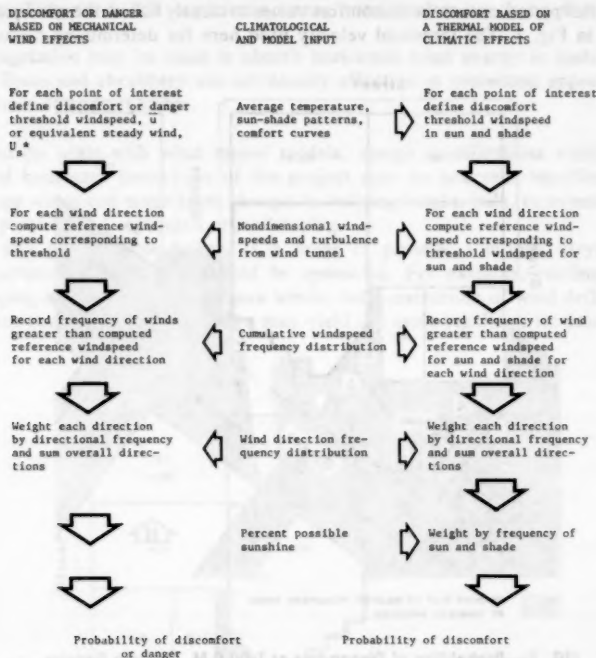 DISCOMFORT OR DANGER
BASED ON MECHANICAL
WIND EFFECTS
CLIMATOLOGICAL
AND MODEL INPUT
DISCOMFORT BASED ON
A THERMAL MODEL OF
CLIMATIC EFFECTS
For each point of interest
define discomfort or danger
threshold windspeed, u̅
or equivalent steady wind,
Us*
Average temperature,
sun-shade patterns,
comfort curves
For each point of interest
define discomfort
threshold windspeed
in sun and shade
For each wind direction
compute reference wind-
speed corresponding to
threshold
Nondimensional wind-
speeds and turbulence
from wind tunnel
For each wind direction
compute reference wind-
speed corresponding to
threshold windspeed for
sun and shade
Record frequency of winds
greater than computed
reference windspeed
for each wind direction
Cumulative windspeed
frequency distribution
Record frequency of wind
greater than computed
reference windspeed
for sun and shade for
each wind direction
Weight each direction
by directional frequency
and sum overall direc-
tions
Wind direction fre-
quency distribution
Weight each direction
by directional frequency
and sum overall direc-
tions
Percent possible
sunshine
Weight by frequency of
sun and shade
Probability of discomfort
or danger
Probability of discomfort